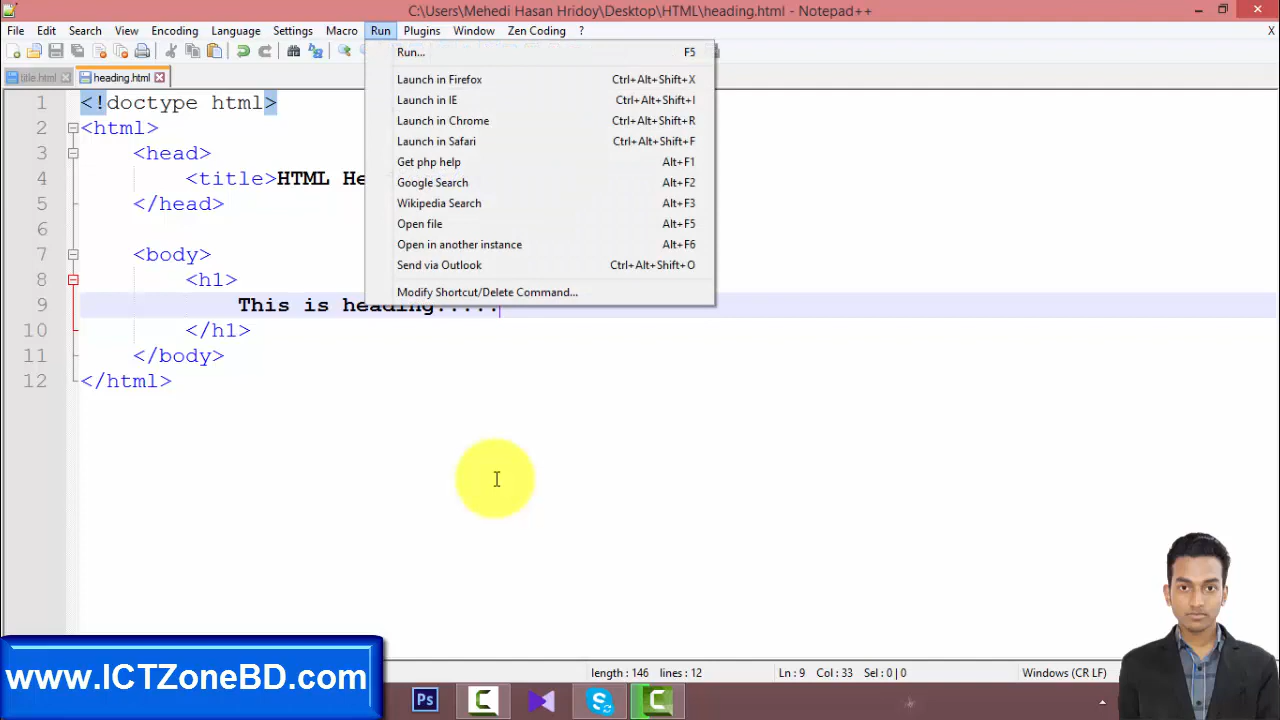 C:\Users\Mehedi Hasan Hridoy\Desktop\HTML\heading.html - Notepad++
File Edit Search View Encoding Language Settings Macro Run Plugins Window Zen Coding ? X
title.html heading.html
Run... F5
Launch in Firefox Ctrl+Alt+Shift+X
Launch in IE Ctrl+Alt+Shift+I
Launch in Chrome Ctrl+Alt+Shift+R
Launch in Safari Ctrl+Alt+Shift+F
Get php help Alt+F1
Google Search Alt+F2
Wikipedia Search Alt+F3
Open file Alt+F5
Open in another instance Alt+F6
Send via Outlook Ctrl+Alt+Shift+O
Modify Shortcut/Delete Command...
1 <!doctype html>
2 <html>
3 <head>
4 <title>HTML He
5 </head>
6
7 <body>
8 <h1>
9 This is heading.....
10 </h1>
11 </body>
12 </html>
length : 146 lines : 12 Ln : 9 Col : 33 Sel : 0 | 0 Windows (CR LF)
www.ICTZoneBD.com
Ps